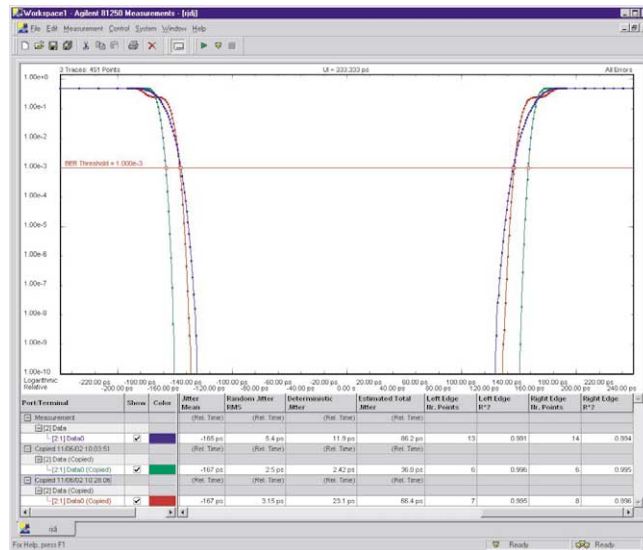 Workspace1 - Agilent 81250 Measurements - [rjdj]
File Edit Measurement Control System Window Help
3 Traces: 451 Points UI = 333.333 ps All Errors
1.00e+0
1.00e-1
1.00e-2
BER Threshold = 1.000e-3
1.00e-3
1.00e-4
1.00e-5
1.00e-6
1.00e-7
1.00e-8
1.00e-9
1.00e-10
Logarithmic -220.00 ps -180.00 ps -140.00 ps -100.00 ps -60.00 ps -20.00 ps 20.00 ps 60.00 ps 100.00 ps 140.00 ps 180.00 ps 220.00 ps
Relative -200.00 ps -160.00 ps -120.00 ps -80.00 ps -40.00 ps 0.00 s 40.00 ps 80.00 ps 120.00 ps 160.00 ps 200.00 ps 240.00 ps
Port:Terminal Show Color Jitter Mean Random Jitter RMS Deterministic Jitter Estimated Total Jitter Left Edge Nr. Points Left Edge R^2 Right Edge Nr. Points Right Edge R^2
Measurement (Rel. Time) (Rel. Time) (Rel. Time) (Rel. Time)
[2] Data
[2:1] Data0 -165 ps 5.4 ps 11.9 ps 86.2 ps 13 0.991 14 0.994
Copied 11/06/02 10:03:51 (Rel. Time) (Rel. Time) (Rel. Time) (Rel. Time)
[2] Data (Copied)
[2:1] Data0 (Copied) -167 ps 2.5 ps 2.42 ps 6 0.996 6 0.995
Copied 11/06/02 10:28:06 (Rel. Time) (Rel. Time) (Rel. Time) (Rel. Time)
[2] Data (Copied)
[2:1] Data0 (Copied) -167 ps 3.15 ps 23.1 ps 66.4 ps 7 0.995 8 0.996
rjdj
For Help, press F1 Ready Ready